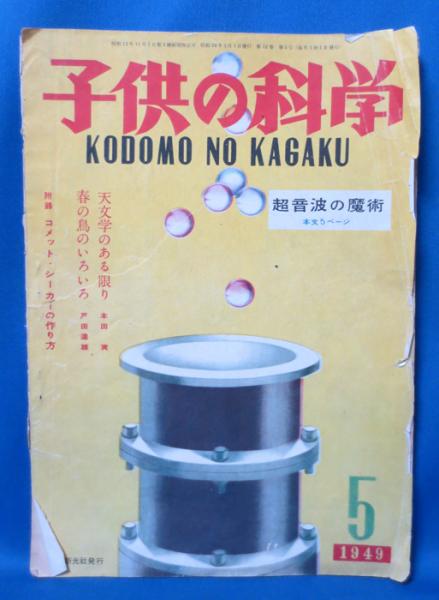 子供の科学
KODOMO NO KAGAKU
超音波の魔術
本文5ページ
天文学のある限り 本田 実
春の鳥のいろいろ
附録 コメット・シーカーの作り方
5
1949
新光社発行